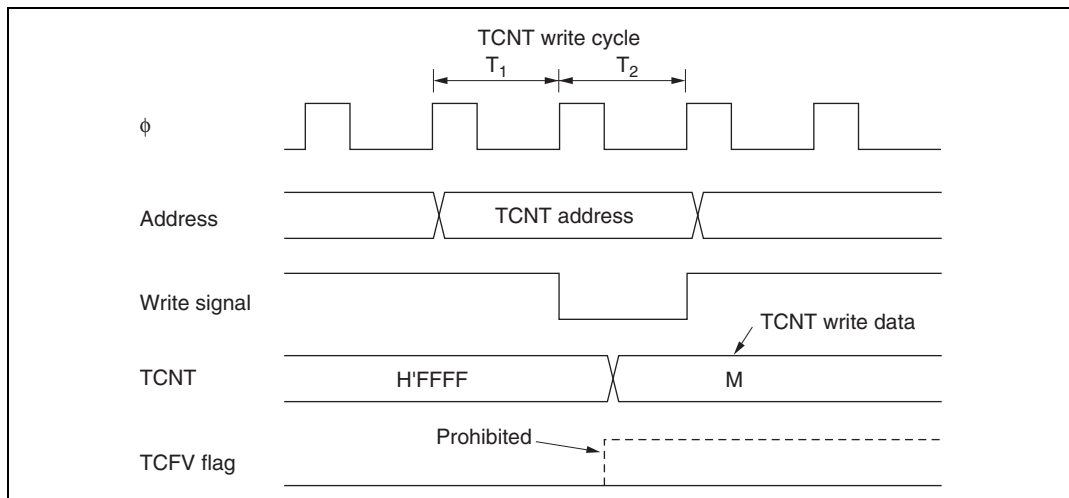 TCNT write cycle
T1 T2
ϕ
Address
TCNT address
Write signal
TCNT write data
TCNT
H'FFFF
M
Prohibited
TCFV flag